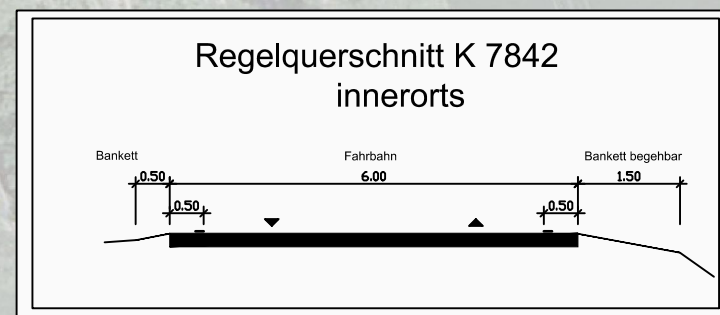 Regelquerschnitt K 7842
innerorts
Bankett Fahrbahn Bankett begehbar
0.50 6.00 1.50
0.50 0.50